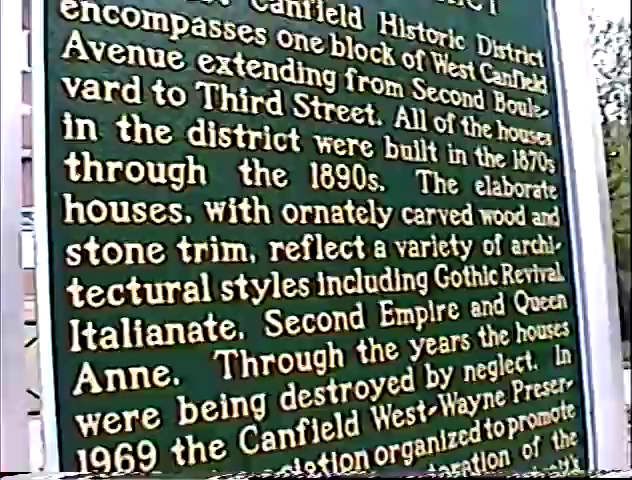 Canfield Historic District
encompasses one block of West Canfield
Avenue extending from Second Boule-
vard to Third Street. All of the houses
in the district were built in the 1870s
through the 1890s. The elaborate
houses, with ornately carved wood and
stone trim, reflect a variety of archi-
tectural styles including Gothic Revival,
Italianate, Second Empire and Queen
Anne. Through the years the houses
were being destroyed by neglect. In
1969 the Canfield West-Wayne Preser-
organized to promote
of the